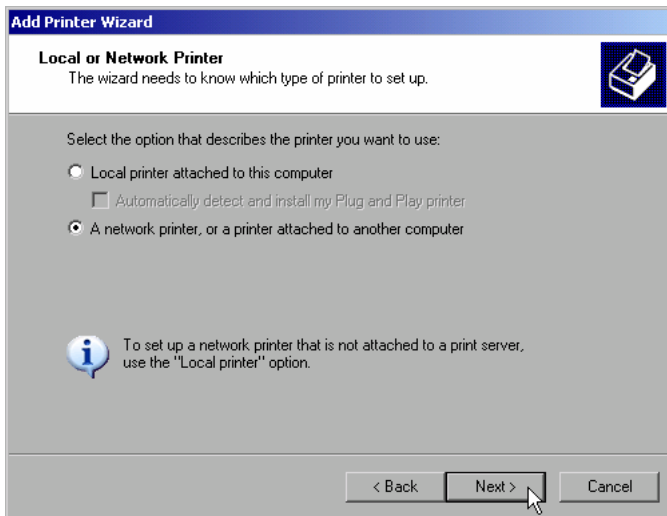 Add Printer Wizard
Local or Network Printer
The wizard needs to know which type of printer to set up.
Select the option that describes the printer you want to use:
Local printer attached to this computer
Automatically detect and install my Plug and Play printer
A network printer, or a printer attached to another computer
To set up a network printer that is not attached to a print server,
use the "Local printer" option.
< Back Next > Cancel